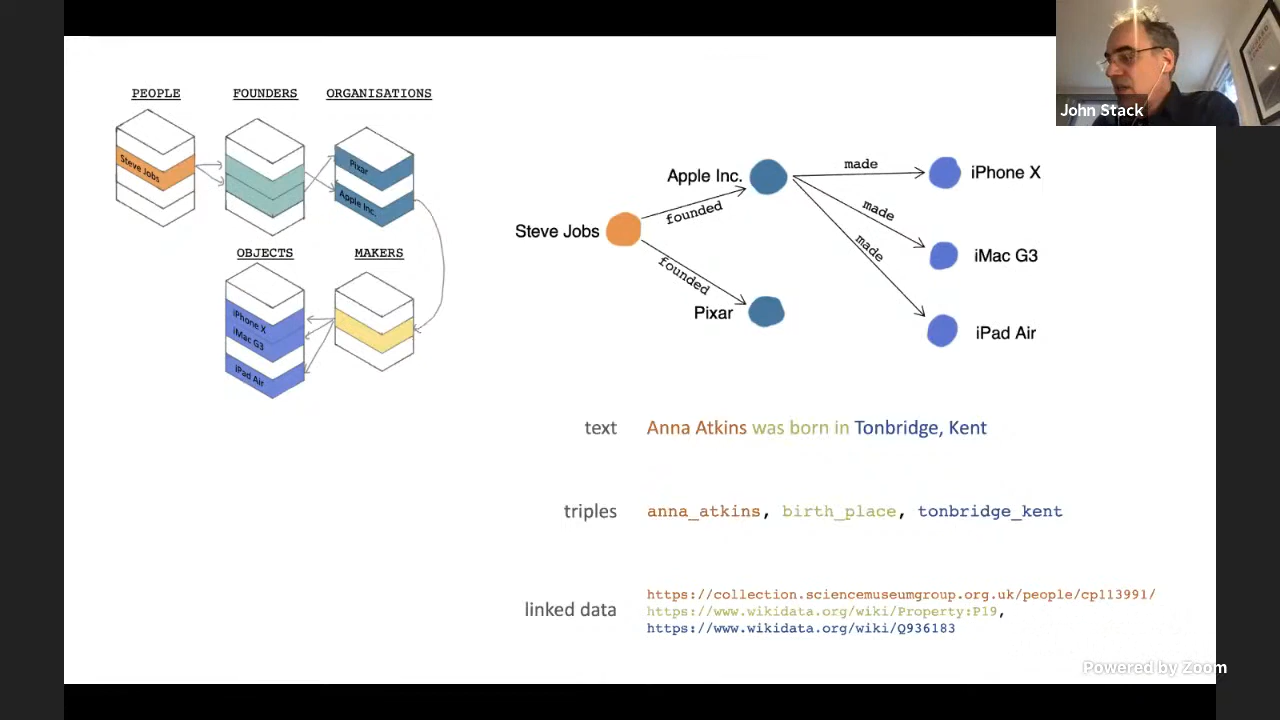 PEOPLE
FOUNDERS
ORGANISATIONS
Steve Jobs
Pixar
Apple Inc.
OBJECTS
MAKERS
iPhone X
iMac G3
iPad Air
Steve Jobs
founded
founded
Apple Inc.
Pixar
made
made
made
iPhone X
iMac G3
iPad Air
text
Anna Atkins was born in Tonbridge, Kent
triples
anna_atkins, birth_place, tonbridge_kent
linked data
https://collection.sciencemuseumgroup.org.uk/people/cp113991/
https://www.wikidata.org/wiki/Property:P19,
https://www.wikidata.org/wiki/Q936183
John Stack
Powered by Zoom